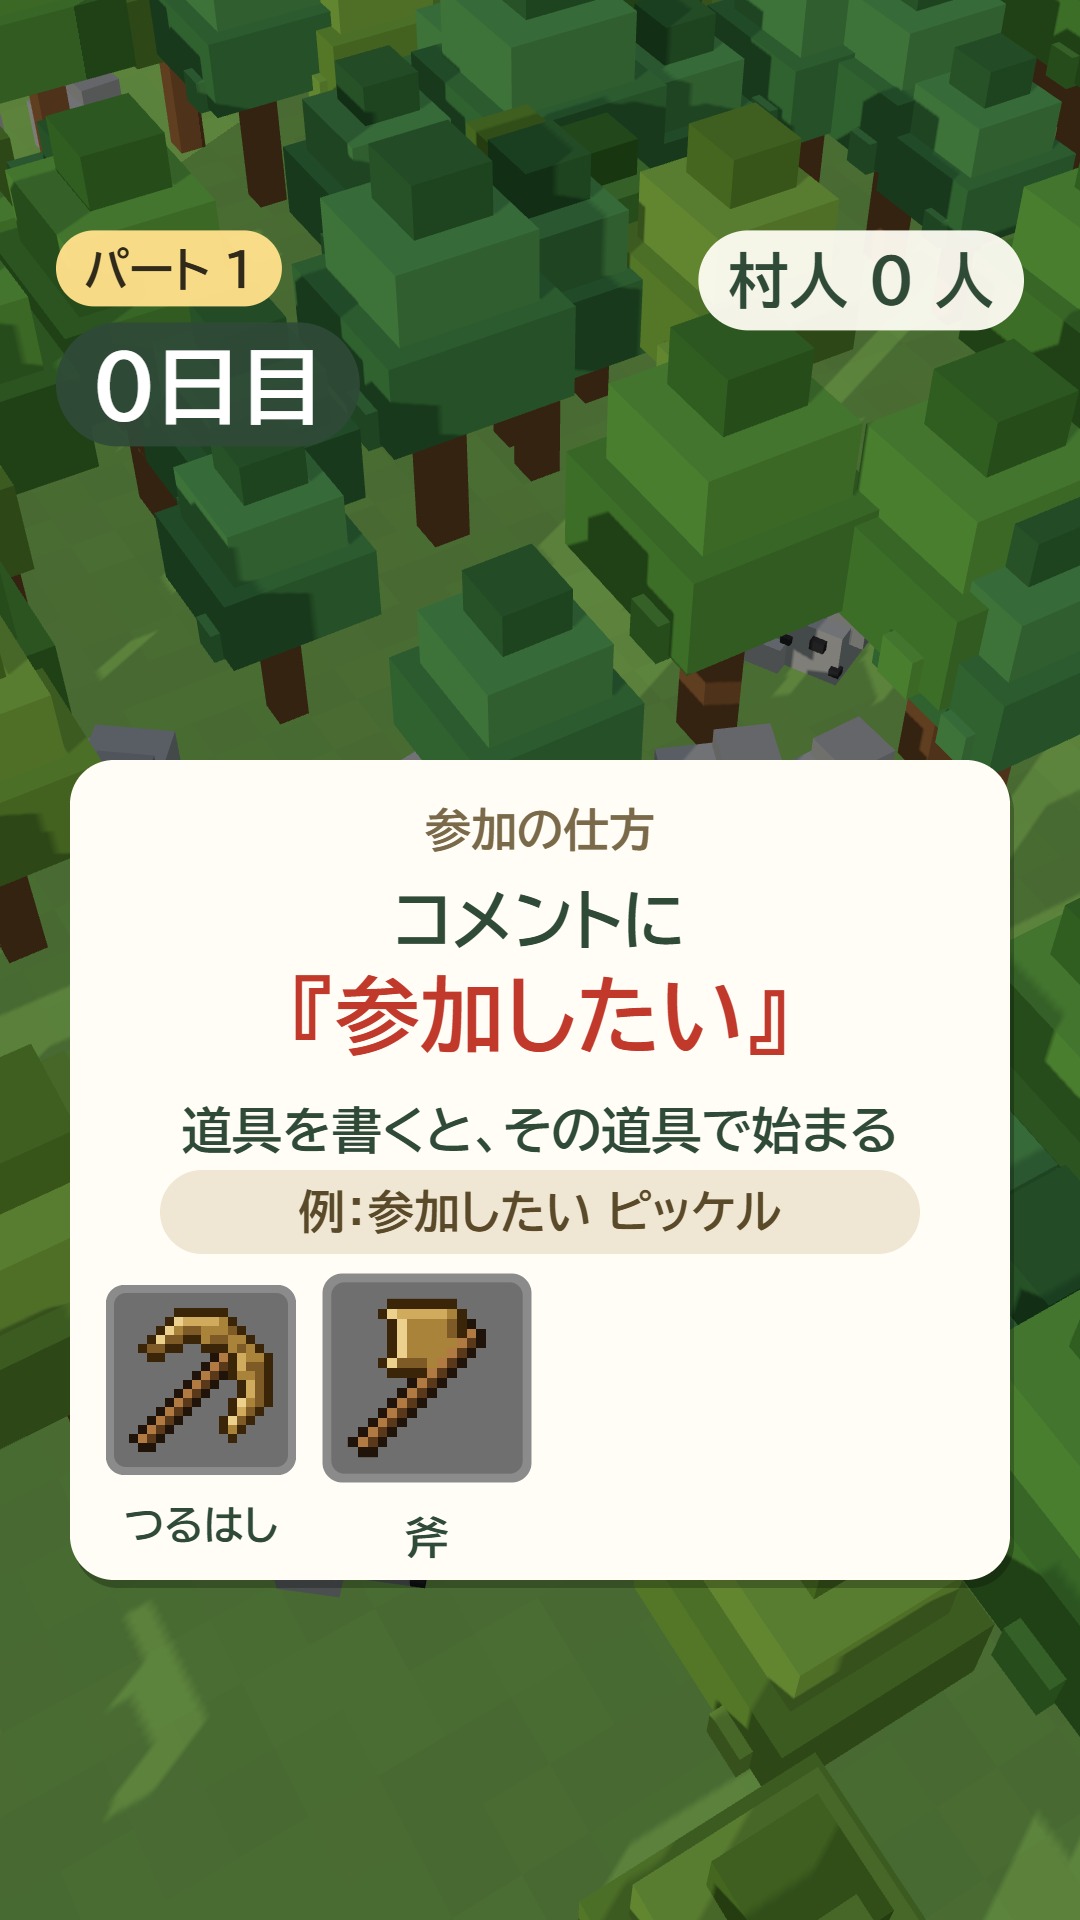 パート 1
0日目
村人 0 人
参加の仕方
コメントに
『参加したい』
道具を書くと、その道具で始まる
例：参加したい ピッケル
つるはし
斧